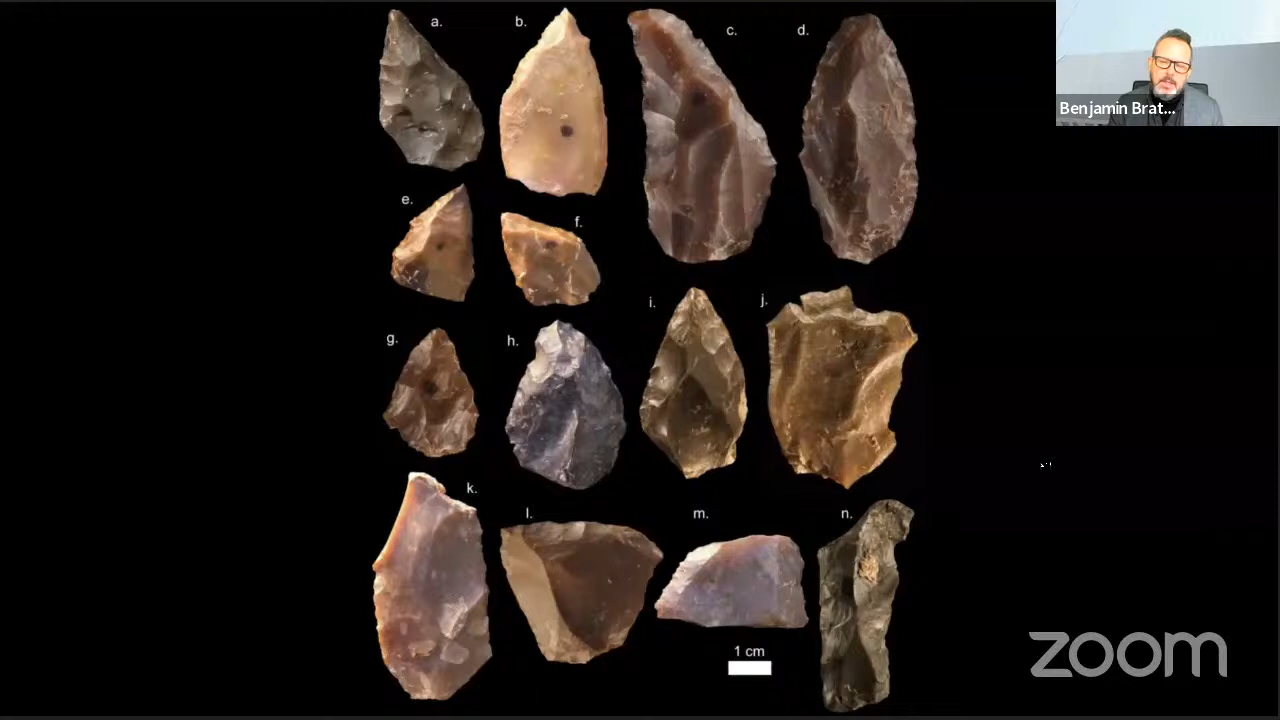 a.
b.
c.
d.
Benjamin Brat...
e.
f.
g.
h.
i.
j.
k.
l.
m.
n.
1 cm
zoom